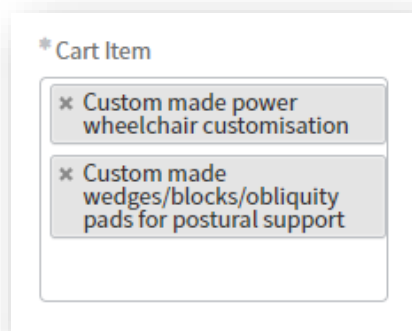 * Cart Item
× Custom made power
wheelchair customisation
× Custom made
wedges/blocks/obliquity
pads for postural support